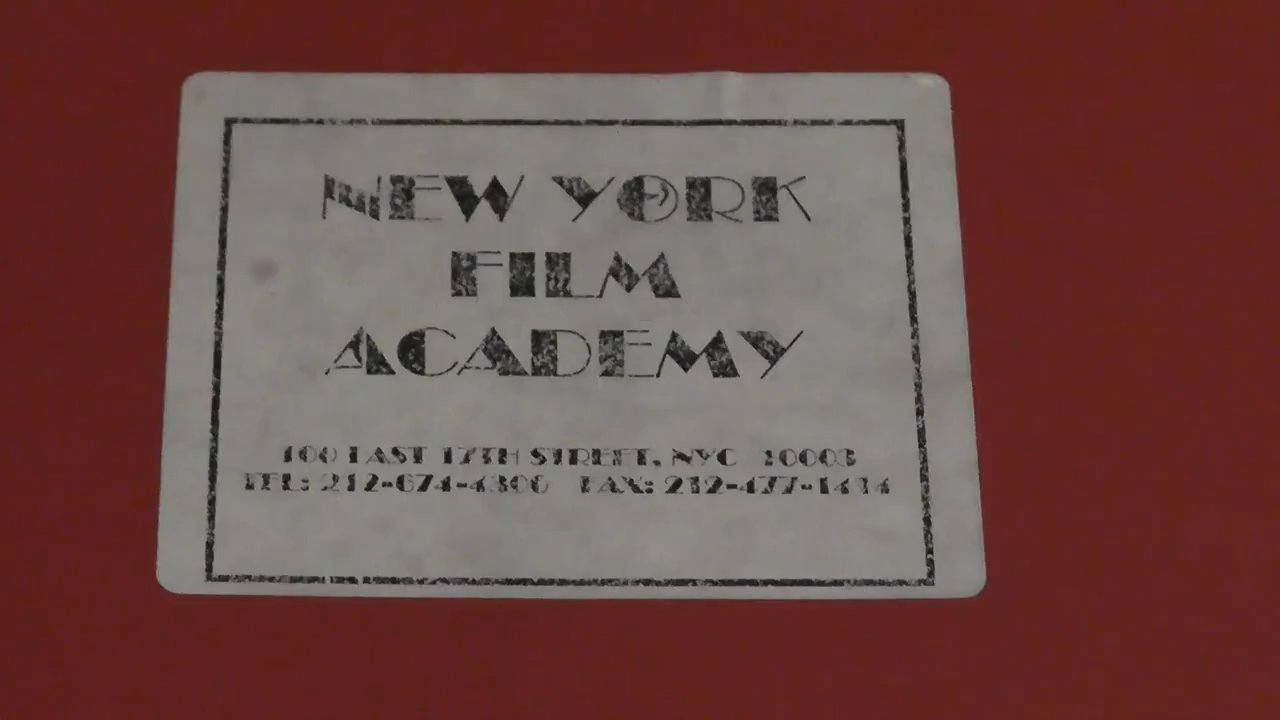 NEW YORK
FILM
ACADEMY
100 EAST 17TH STREET, NYC 10003
TEL: 212-674-4300 FAX: 212-477-1414